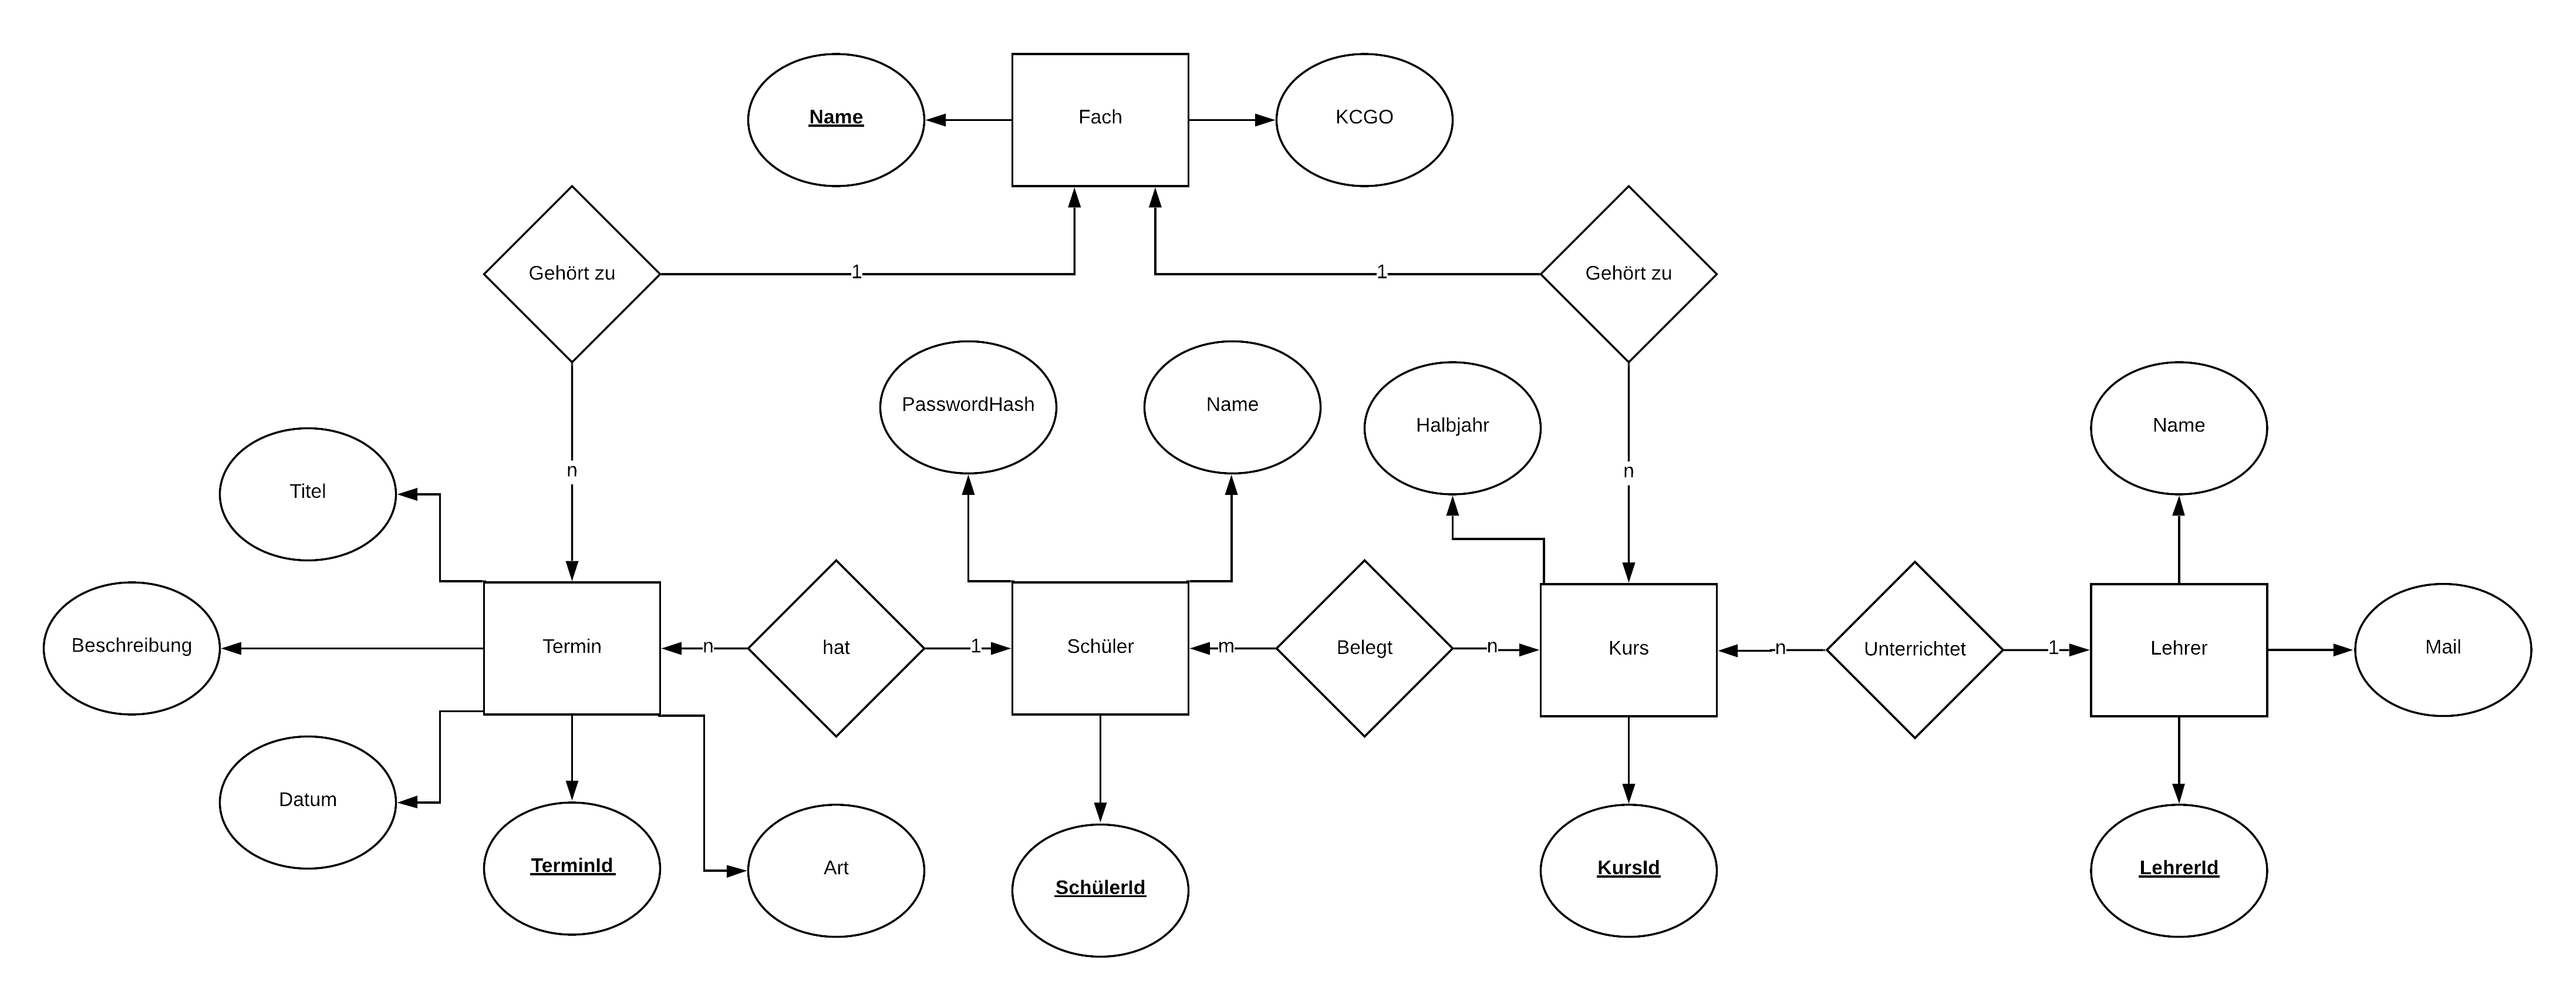 Name
Fach
KCGO
Gehört zu
1
1
Gehört zu
PasswordHash
Name
Halbjahr
Name
n
n
Titel
Beschreibung
Termin
n
hat
1
Schüler
m
Belegt
n
Kurs
n
Unterrichtet
1
Lehrer
Mail
Datum
TerminId
Art
SchülerId
KursId
LehrerId